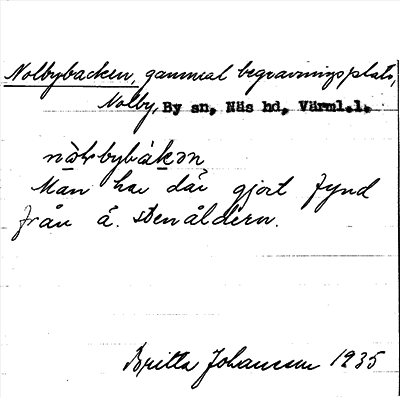 Nolbybacken, gammal begravningsplats,
Nolby, By sn, Näs hd, Värml.l.
nòɽbybákən
Man har där gjort fynd
från ä. stenåldern.
Britta Johansson 1935